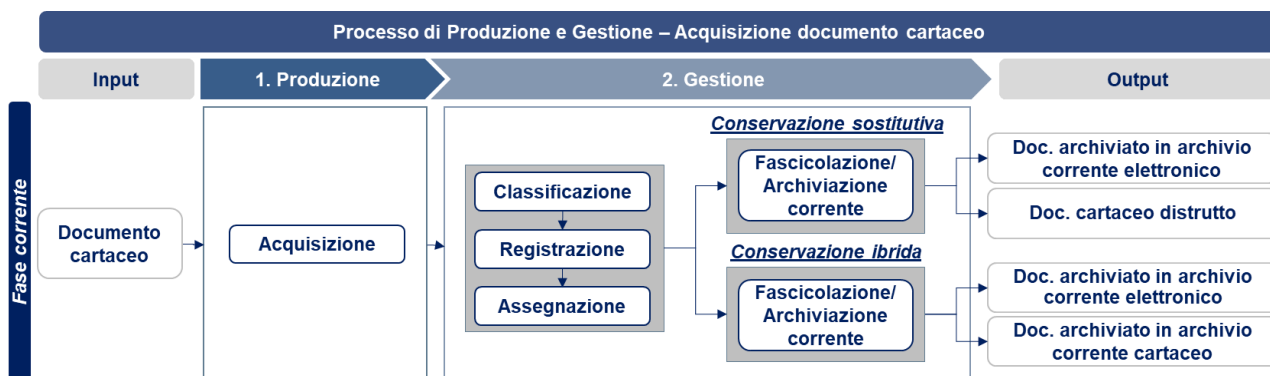 Processo di Produzione e Gestione – Acquisizione documento cartaceo
Input
1. Produzione
2. Gestione
Output
Fase corrente
Documento
cartaceo
Acquisizione
Classificazione
Registrazione
Assegnazione
Conservazione sostitutiva
Fascicolazione/
Archiviazione
corrente
Conservazione ibrida
Fascicolazione/
Archiviazione
corrente
Doc. archiviato in archivio
corrente elettronico
Doc. cartaceo distrutto
Doc. archiviato in archivio
corrente elettronico
Doc. archiviato in archivio
corrente cartaceo